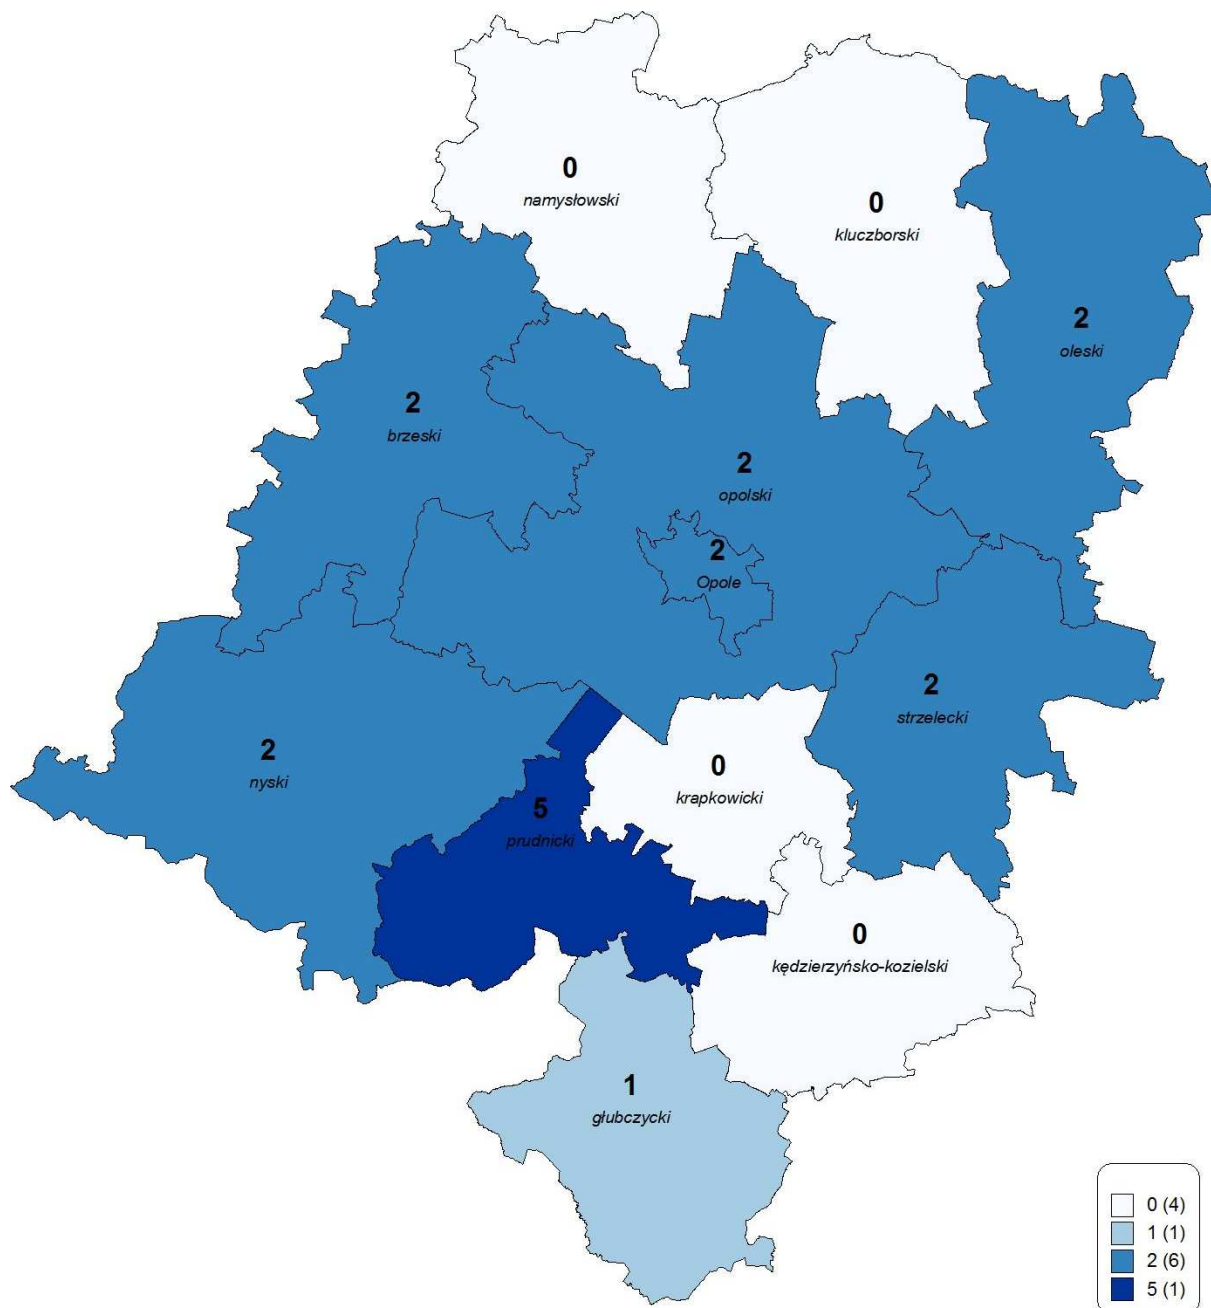 0
namysłowski
0
kluczborski
2
oleski
2
brzeski
2
opolski
2
Opole
2
strzelecki
2
nyski
0
krapkowicki
5
prudnicki
0
kędzierzyńsko-kozielski
1
głubczycki
0 (4)
1 (1)
2 (6)
5 (1)